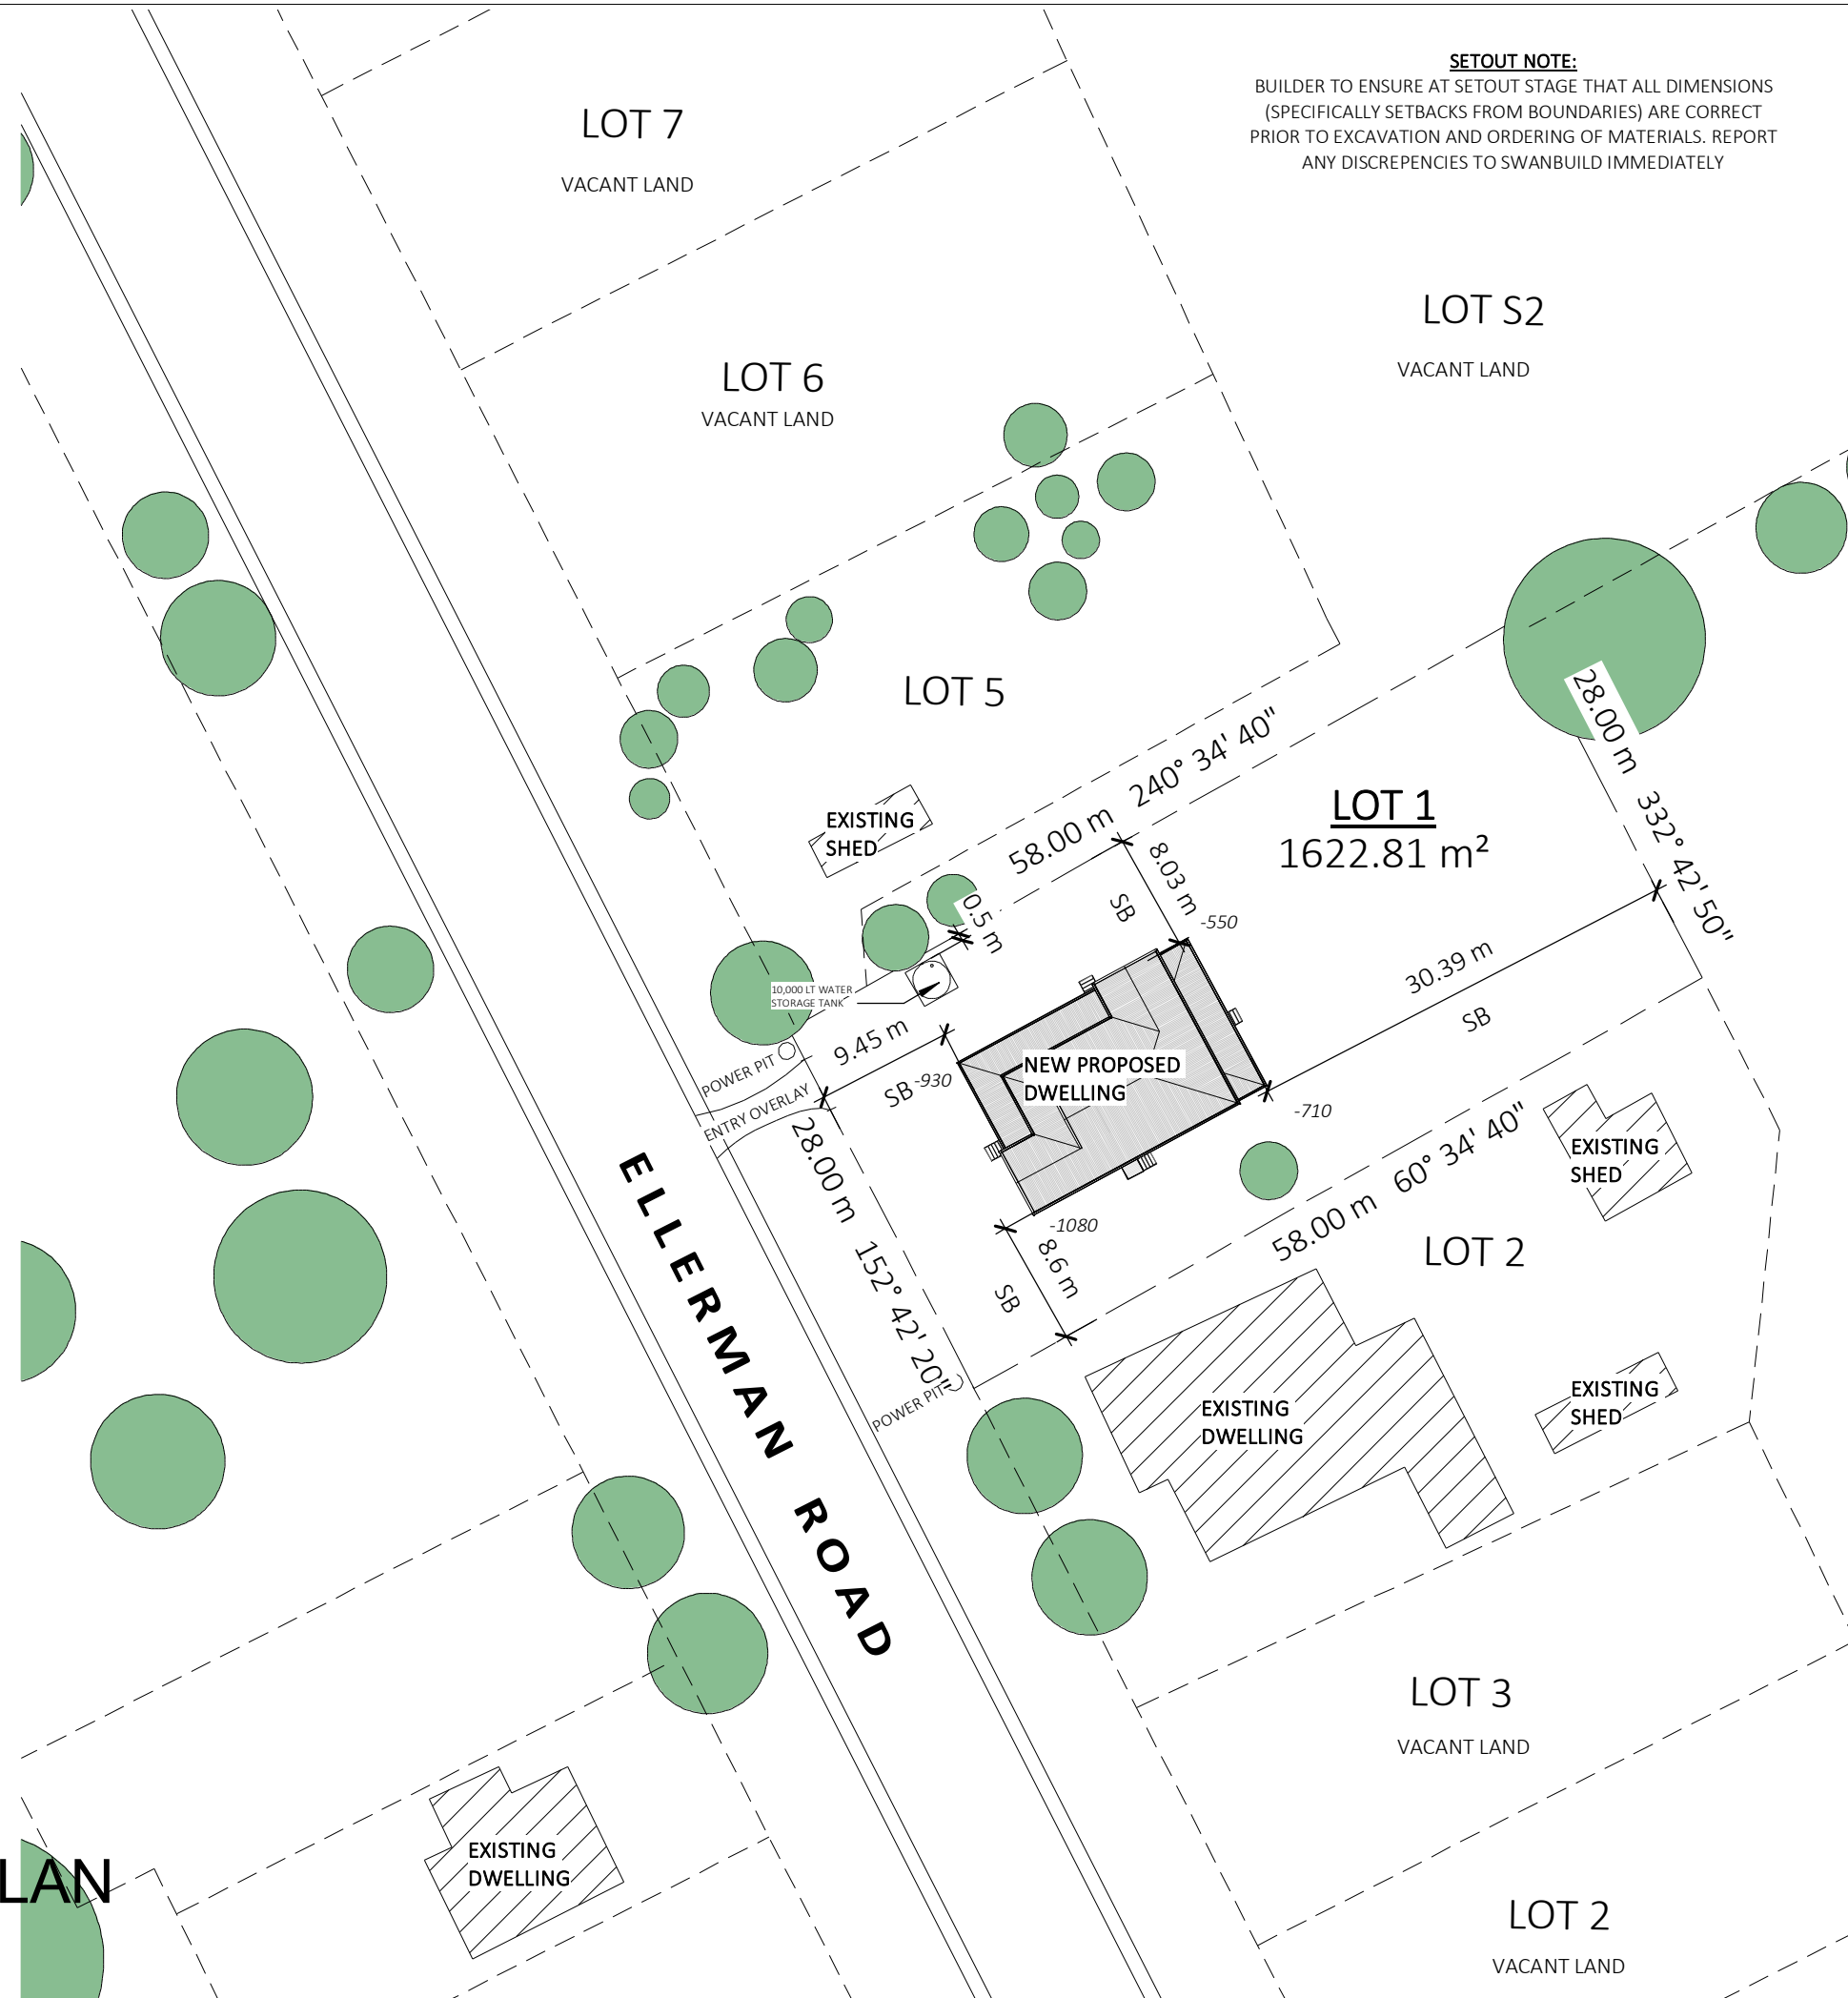 SETOUT NOTE:
BUILDER TO ENSURE AT SETOUT STAGE THAT ALL DIMENSIONS
(SPECIFICALLY SETBACKS FROM BOUNDARIES) ARE CORRECT
PRIOR TO EXCAVATION AND ORDERING OF MATERIALS. REPORT
ANY DISCREPENCIES TO SWANBUILD IMMEDIATELY
LOT 7
VACANT LAND
LOT S2
VACANT LAND
LOT 6
VACANT LAND
LOT 5
EXISTING
SHED
58.00 m 240° 34' 40"
28.00 m 332° 42' 50"
LOT 1
1622.81 m²
8.03 m
SB
0.5 m
-550
30.39 m
SB
10,000 LT WATER
STORAGE TANK
9.45 m
SB
-930
POWER PIT
ENTRY OVERLAY
NEW PROPOSED
DWELLING
-710
28.00 m 152° 42' 20"
-1080
8.6 m
SB
58.00 m 60° 34' 40"
EXISTING
SHED
LOT 2
ELLERMAN ROAD
POWER PIT
EXISTING
DWELLING
EXISTING
SHED
LOT 3
VACANT LAND
EXISTING
DWELLING
LAN
LOT 2
VACANT LAND